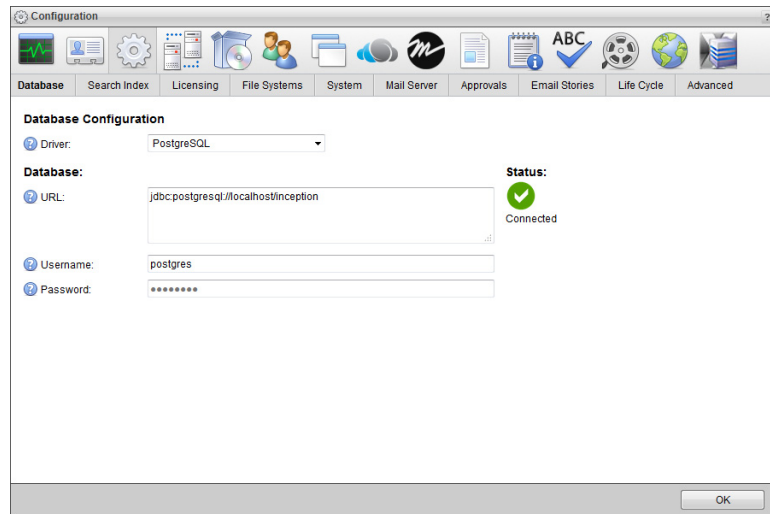 Configuration
?
m
ABC
Database Search Index Licensing File Systems System Mail Server Approvals Email Stories Life Cycle Advanced
Database Configuration
? Driver: PostgreSQL
Database: Status:
? URL: jdbc:postgresql://localhost/inception
Connected
? Username: postgres
? Password: ••••••••
OK